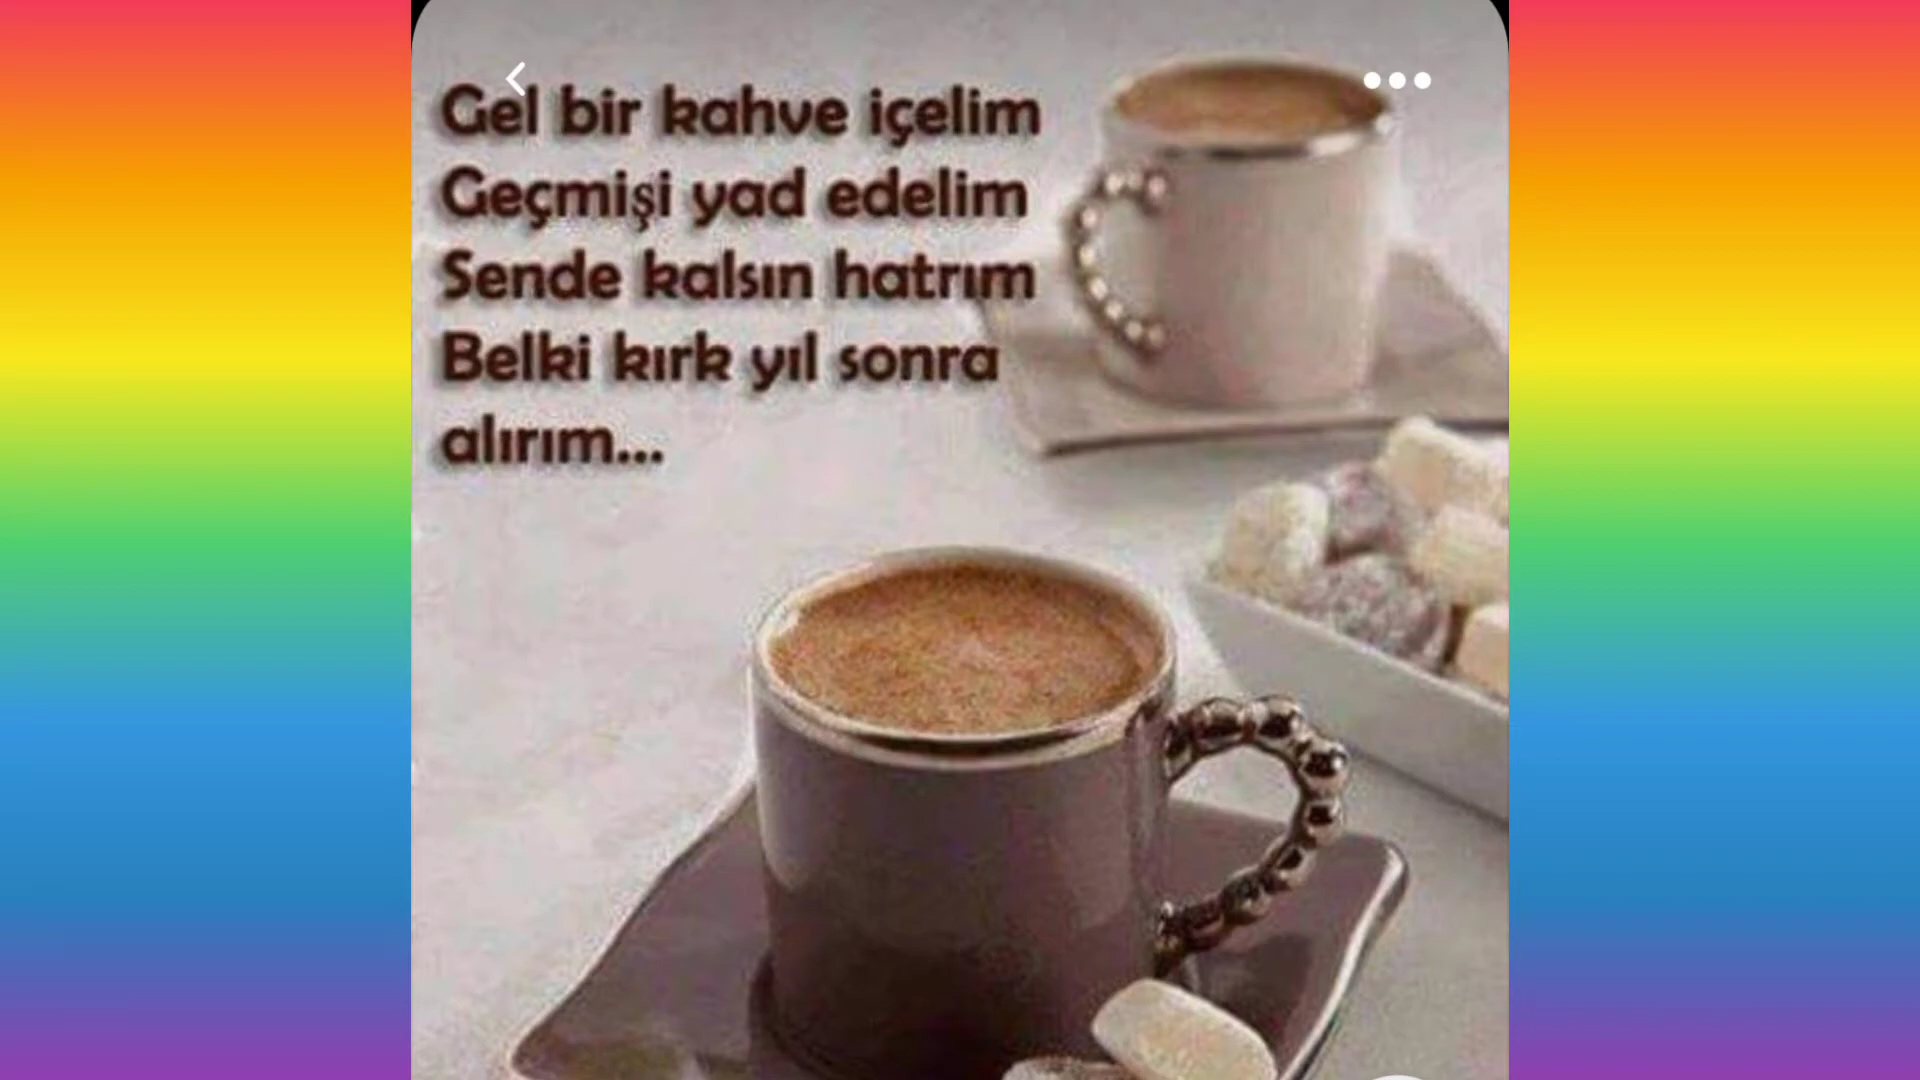 Gel bir kahve içelim
Geçmişi yad edelim
Sende kalsın hatrım
Belki kırk yıl sonra
alırım...